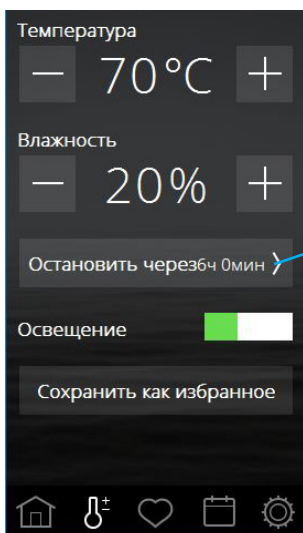 Температура
— 70°C +
Влажность
— 20% +
Остановить через6ч 0мин
Освещение
Сохранить как избранное